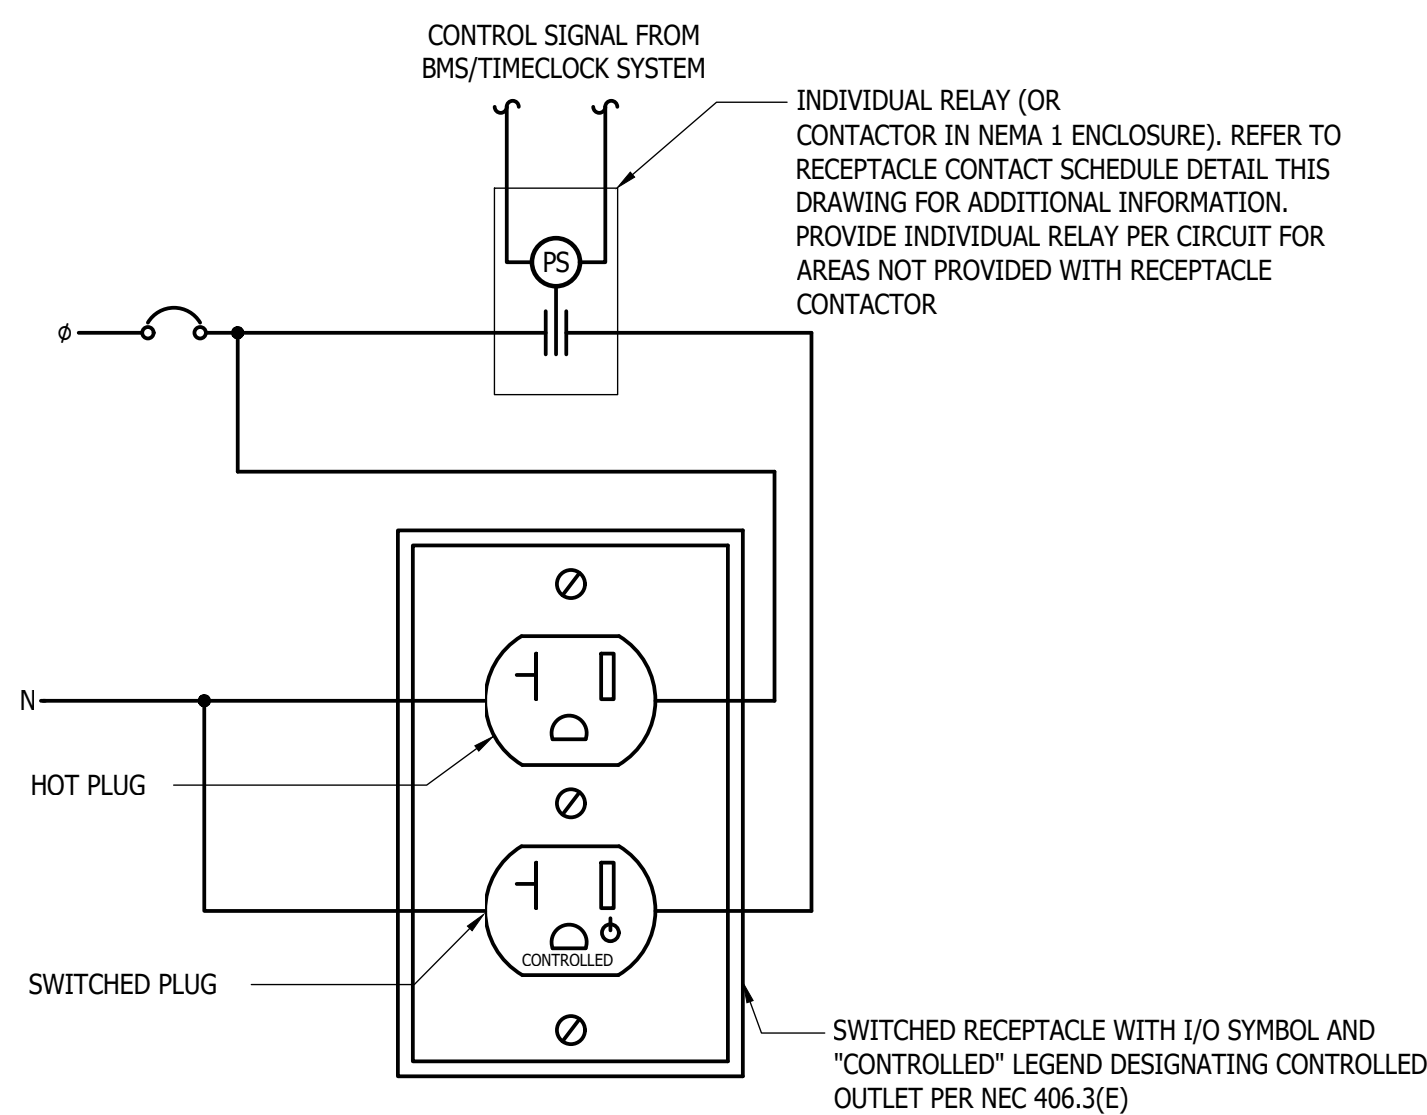 CONTROL SIGNAL FROM
BMS/TIMECLOCK SYSTEM
INDIVIDUAL RELAY (OR
CONTACTOR IN NEMA 1 ENCLOSURE). REFER TO
RECEPTACLE CONTACT SCHEDULE DETAIL THIS
DRAWING FOR ADDITIONAL INFORMATION.
PROVIDE INDIVIDUAL RELAY PER CIRCUIT FOR
AREAS NOT PROVIDED WITH RECEPTACLE
CONTACTOR
PS
ø
N
HOT PLUG
CONTROLLED
SWITCHED PLUG
SWITCHED RECEPTACLE WITH I/O SYMBOL AND
"CONTROLLED" LEGEND DESIGNATING CONTROLLED
OUTLET PER NEC 406.3(E)